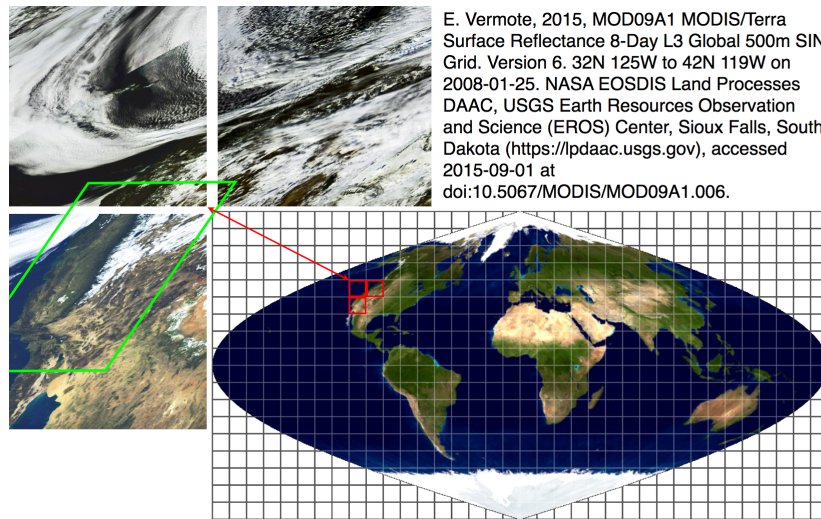 E. Vermote, 2015, MOD09A1 MODIS/Terra
Surface Reflectance 8-Day L3 Global 500m SIN
Grid. Version 6. 32N 125W to 42N 119W on
2008-01-25. NASA EOSDIS Land Processes
DAAC, USGS Earth Resources Observation
and Science (EROS) Center, Sioux Falls, South
Dakota (https://lpdaac.usgs.gov), accessed
2015-09-01 at
doi:10.5067/MODIS/MOD09A1.006.